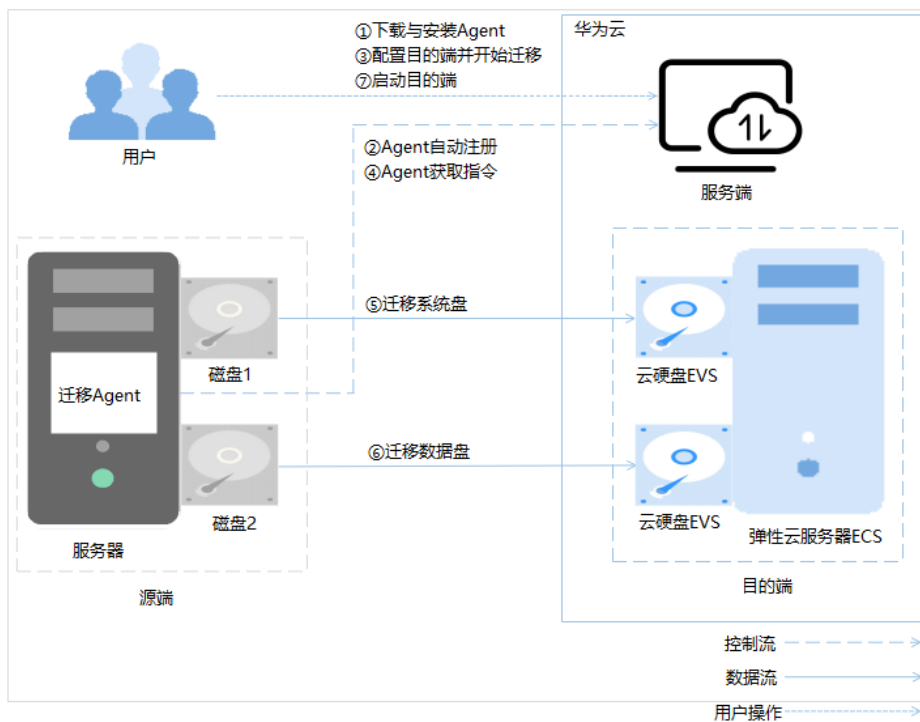 ①下载与安装Agent
③配置目的端并开始迁移
⑦启动目的端
华为云
用户
②Agent自动注册
④Agent获取指令
服务端
⑤迁移系统盘
磁盘1
云硬盘EVS
迁移Agent
⑥迁移数据盘
磁盘2
云硬盘EVS
服务器
弹性云服务器ECS
源端
目的端
控制流
数据流
用户操作